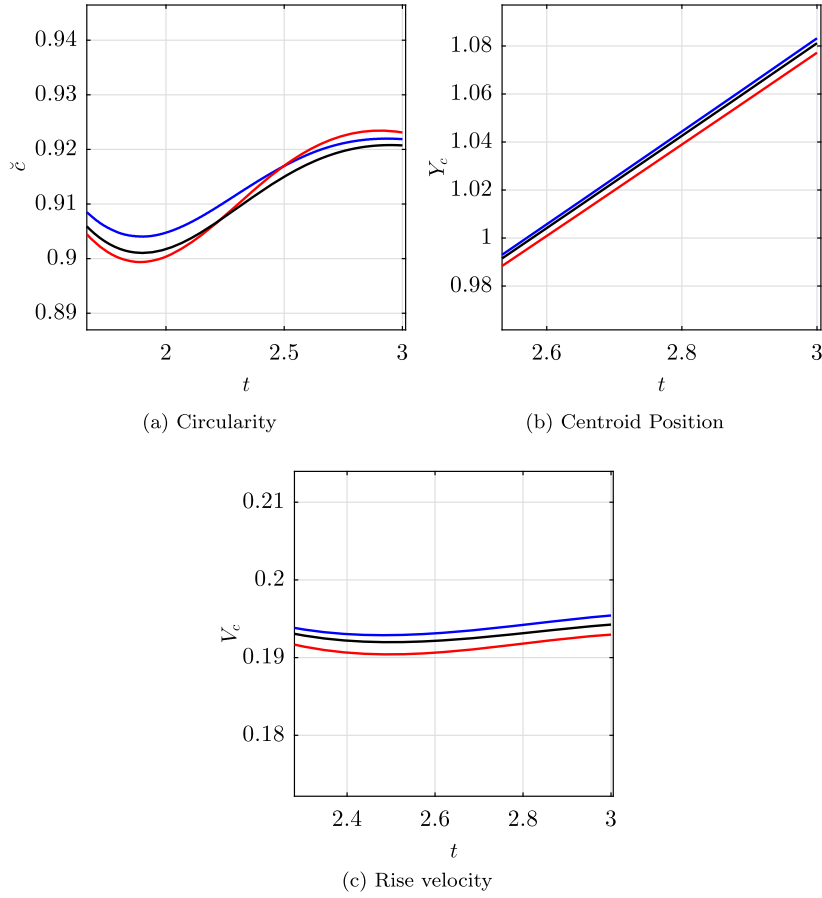 0.94
0.93
0.92
0.91
0.9
0.89
č̆
2
2.5
3
t
(a) Circularity
1.08
1.06
1.04
1.02
1
0.98
Y_c
2.6
2.8
3
t
(b) Centroid Position
0.21
0.2
0.19
0.18
V_c
2.4
2.6
2.8
3
t
(c) Rise velocity